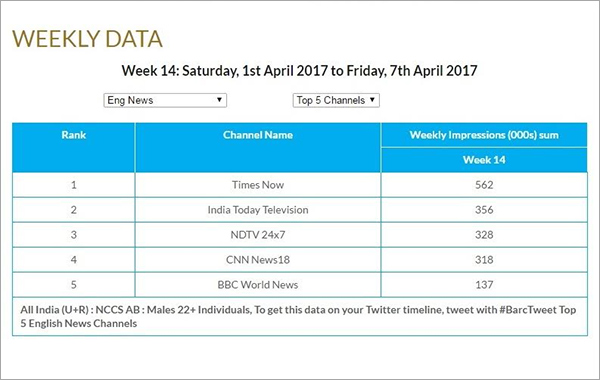 WEEKLY DATA
Week 14: Saturday, 1st April 2017 to Friday, 7th April 2017
Eng News Top 5 Channels
Rank Channel Name Weekly Impressions (000s) sum
Week 14
1 Times Now 562
2 India Today Television 356
3 NDTV 24x7 328
4 CNN News18 318
5 BBC World News 137
All India (U+R) : NCCS AB : Males 22+ Individuals, To get this data on your Twitter timeline, tweet with #BarcTweet Top
5 English News Channels